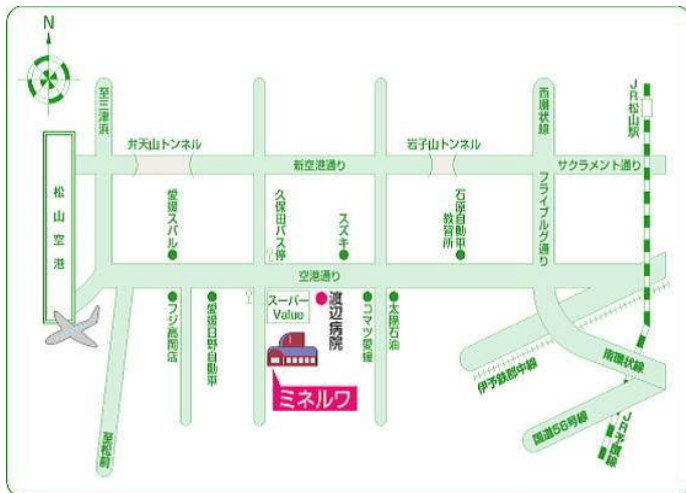 N
至三津浜
西環状線
JR松山駅
弁天山トンネル
岩子山トンネル
新空港通り
サクラメント通り
松山空港
愛媛スバル
久保田バス停
スズキ
石原自動車
教習所
フライブルグ通り
空港通り
フジ高岡店
愛媛日野自動車
スーパー
Value
渡辺病院
コマツ愛媛
太陽石油
ミネルワ
伊予鉄郡中線
南環状線
国道56号線
JR予讃線
至松前